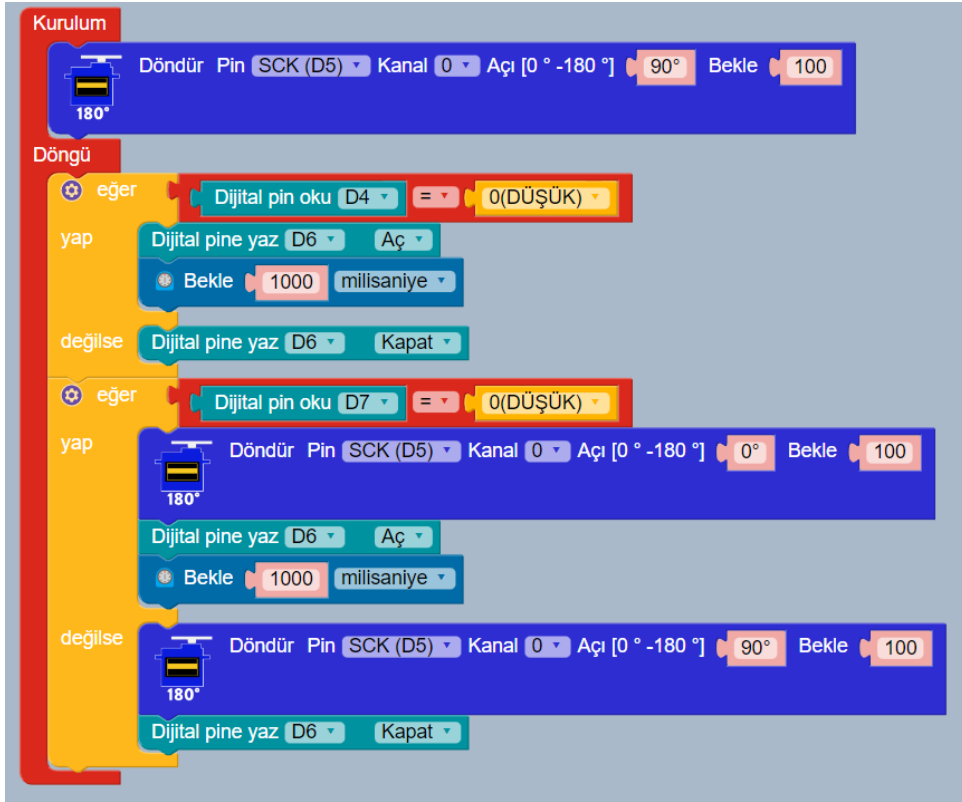 Kurulum
180°
Döndür Pin SCK (D5) Kanal 0 Açı [0 ° -180 °] 90° Bekle 100
Döngü
eğer Dijital pin oku D4 = 0(DÜŞÜK)
yap Dijital pine yaz D6 Aç
Bekle 1000 milisaniye
değilse Dijital pine yaz D6 Kapat
eğer Dijital pin oku D7 = 0(DÜŞÜK)
yap Döndür Pin SCK (D5) Kanal 0 Açı [0 ° -180 °] 0° Bekle 100
180°
Dijital pine yaz D6 Aç
Bekle 1000 milisaniye
değilse Döndür Pin SCK (D5) Kanal 0 Açı [0 ° -180 °] 90° Bekle 100
180°
Dijital pine yaz D6 Kapat